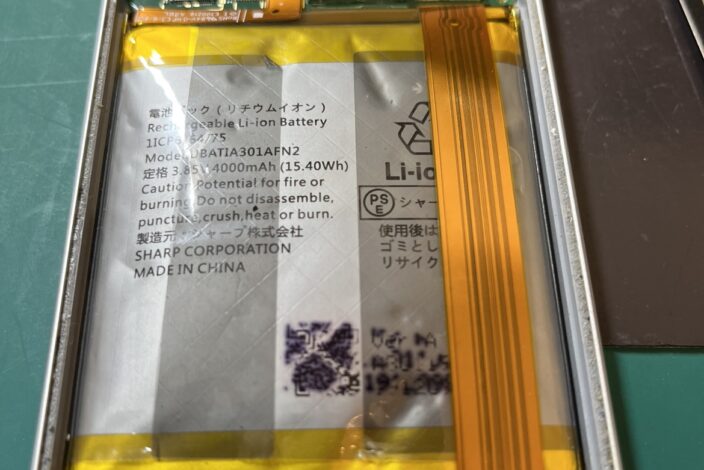 電池パック（リチウムイオン）
Rechargeable Li-ion Battery
Model
定格 3.85V 4000mAh (15.40Wh)
Caution Potential for fire or
burning. Do not disassemble,
puncture,crush,heat or burn.
製造元：シャープ株式会社
SHARP CORPORATION
MADE IN CHINA
Li-io
PS
E
シャー
使用後は
ゴミとし
リサイク